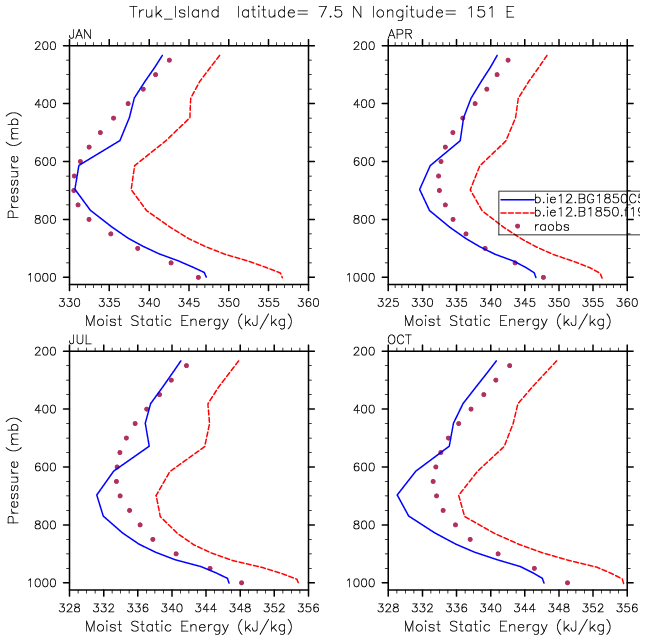 Truk_Island latitude= 7.5 N longitude= 151 E
JAN
200
400
600
800
1000
Pressure (mb)
330 335 340 345 350 355 360
Moist Static Energy (kJ/kg)
APR
200
400
600
800
1000
325 330 335 340 345 350 355 360
Moist Static Energy (kJ/kg)
b.ie12.BG1850C5
b.ie12.B1850.f19
raobs
JUL
200
400
600
800
1000
Pressure (mb)
328 332 336 340 344 348 352 356
Moist Static Energy (kJ/kg)
OCT
200
400
600
800
1000
328 332 336 340 344 348 352 356
Moist Static Energy (kJ/kg)